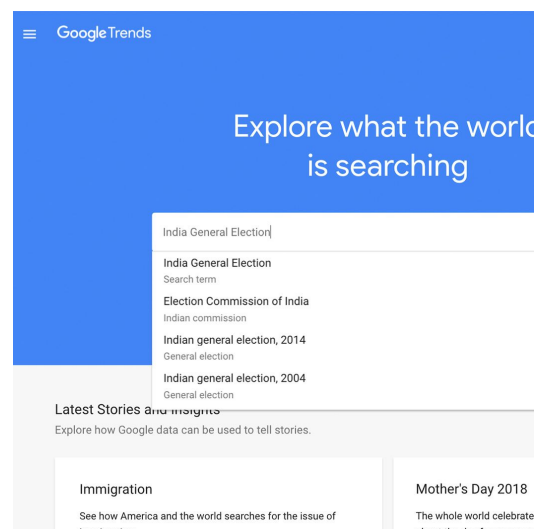 Google Trends
Explore what the world
is searching
India General Election
India General Election
Search term
Election Commission of India
Indian commission
Indian general election, 2014
General election
Indian general election, 2004
General election
Latest Stories and Insights
Explore how Google data can be used to tell stories.
Immigration
See how America and the world searches for the issue of
Mother's Day 2018
The whole world celebrate